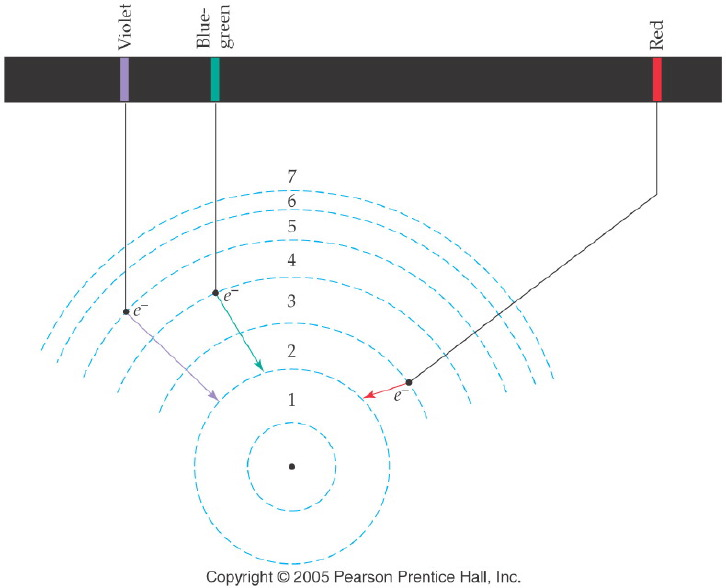 Violet
Blue-
green
Red
7
6
5
4
3
2
1
e⁻
e⁻
e⁻
Copyright © 2005 Pearson Prentice Hall, Inc.